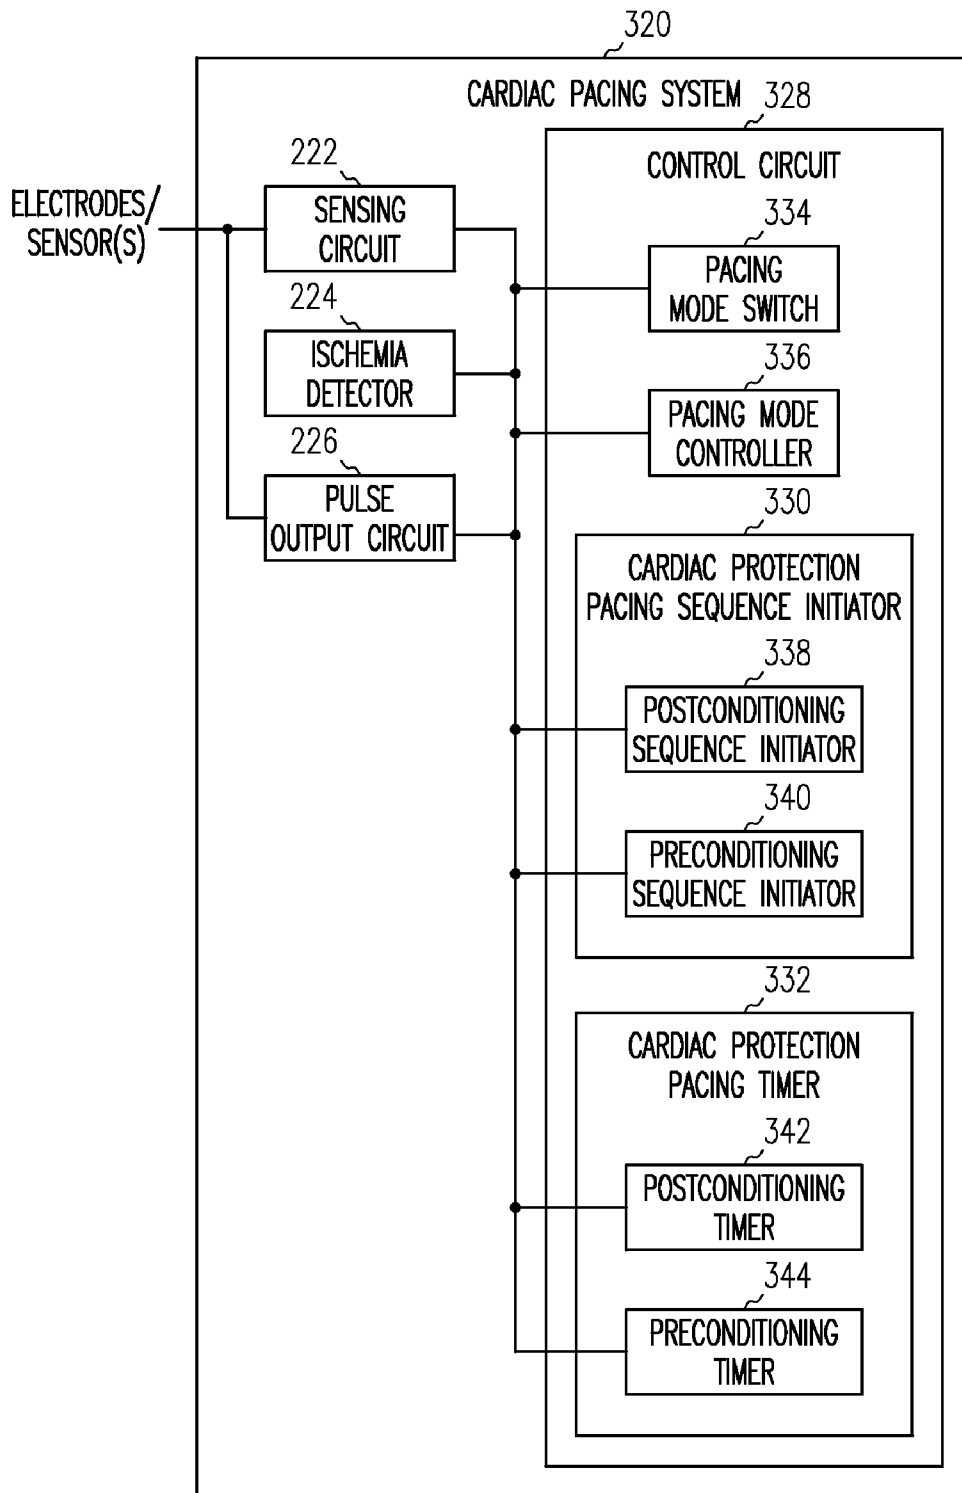 320
CARDIAC PACING SYSTEM
328
CONTROL CIRCUIT
ELECTRODES/
SENSOR(S)
222
SENSING
CIRCUIT
334
PACING
MODE SWITCH
224
ISCHEMIA
DETECTOR
336
PACING MODE
CONTROLLER
226
PULSE
OUTPUT CIRCUIT
330
CARDIAC PROTECTION
PACING SEQUENCE INITIATOR
338
POSTCONDITIONING
SEQUENCE INITIATOR
340
PRECONDITIONING
SEQUENCE INITIATOR
332
CARDIAC PROTECTION
PACING TIMER
342
POSTCONDITIONING
TIMER
344
PRECONDITIONING
TIMER